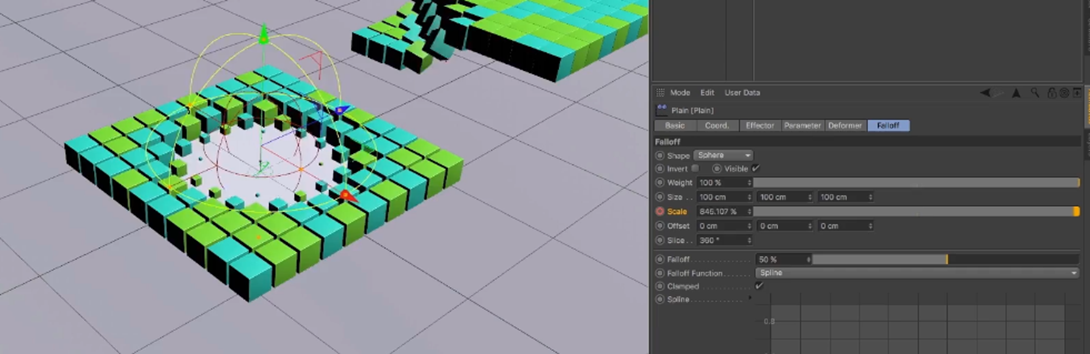 Mode Edit User Data
Plain [Plain]
Basic Coord. Effector Parameter Deformer Falloff
Falloff
Shape Sphere
Invert Visible ✓
Weight 100 %
Size . . 100 cm 100 cm 100 cm
Scale 846.107 %
Offset 0 cm 0 cm 0 cm
Slice. . 360 °
Falloff. . . . . . . . . . . 50 %
Falloff Function. Spline
Clamped . . . . . . . ✓
Spline . . . . . . . . .
0.8